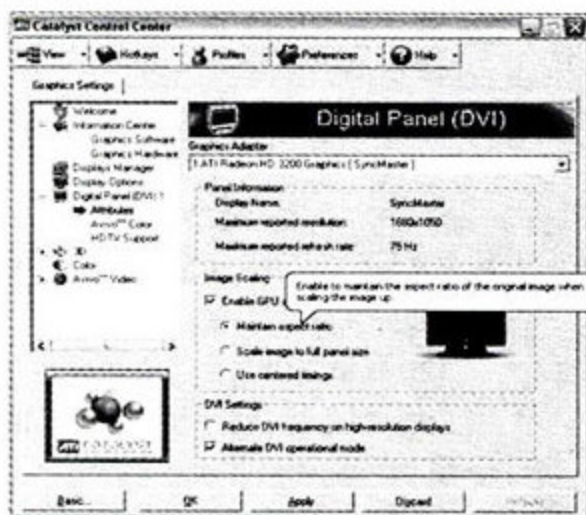 Catalyst Control Center
View Hotkeys Profiles Preferences Help
Graphics Settings
Welcome
Information Center
Graphics Software
Graphics Hardware
Displays Manager
Display Options
Digital Panel (DVI) 1
Attributes
Avivo™ Color
HDTV Support
3D
Color
Avivo™ Video
Digital Panel (DVI)
Graphics Adapter
1.ATI Radeon HD 3200 Graphics [ SyncMaster ]
Panel Information
Display Name: SyncMaster
Maximum reported resolution: 1680x1050
Maximum reported refresh rate: 75 Hz
Image Scaling
Enable GPU
Enable to maintain the aspect ratio of the original image when
scaling the image up.
Maintain aspect ratio
Scale image to full panel size
Use centered timings
DVI Settings
Reduce DVI frequency on high-resolution displays
Alternate DVI operational mode
ATI CATALYST
Basic... OK Apply Discard